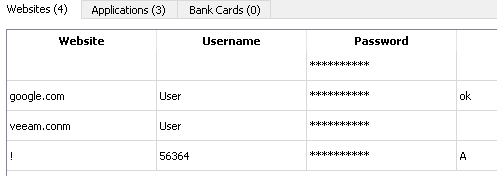 Websites (4) Applications (3) Bank Cards (0)
Website Username Password
**********
google.com User ********** ok
veeam.conm User **********
! 56364 ********** A